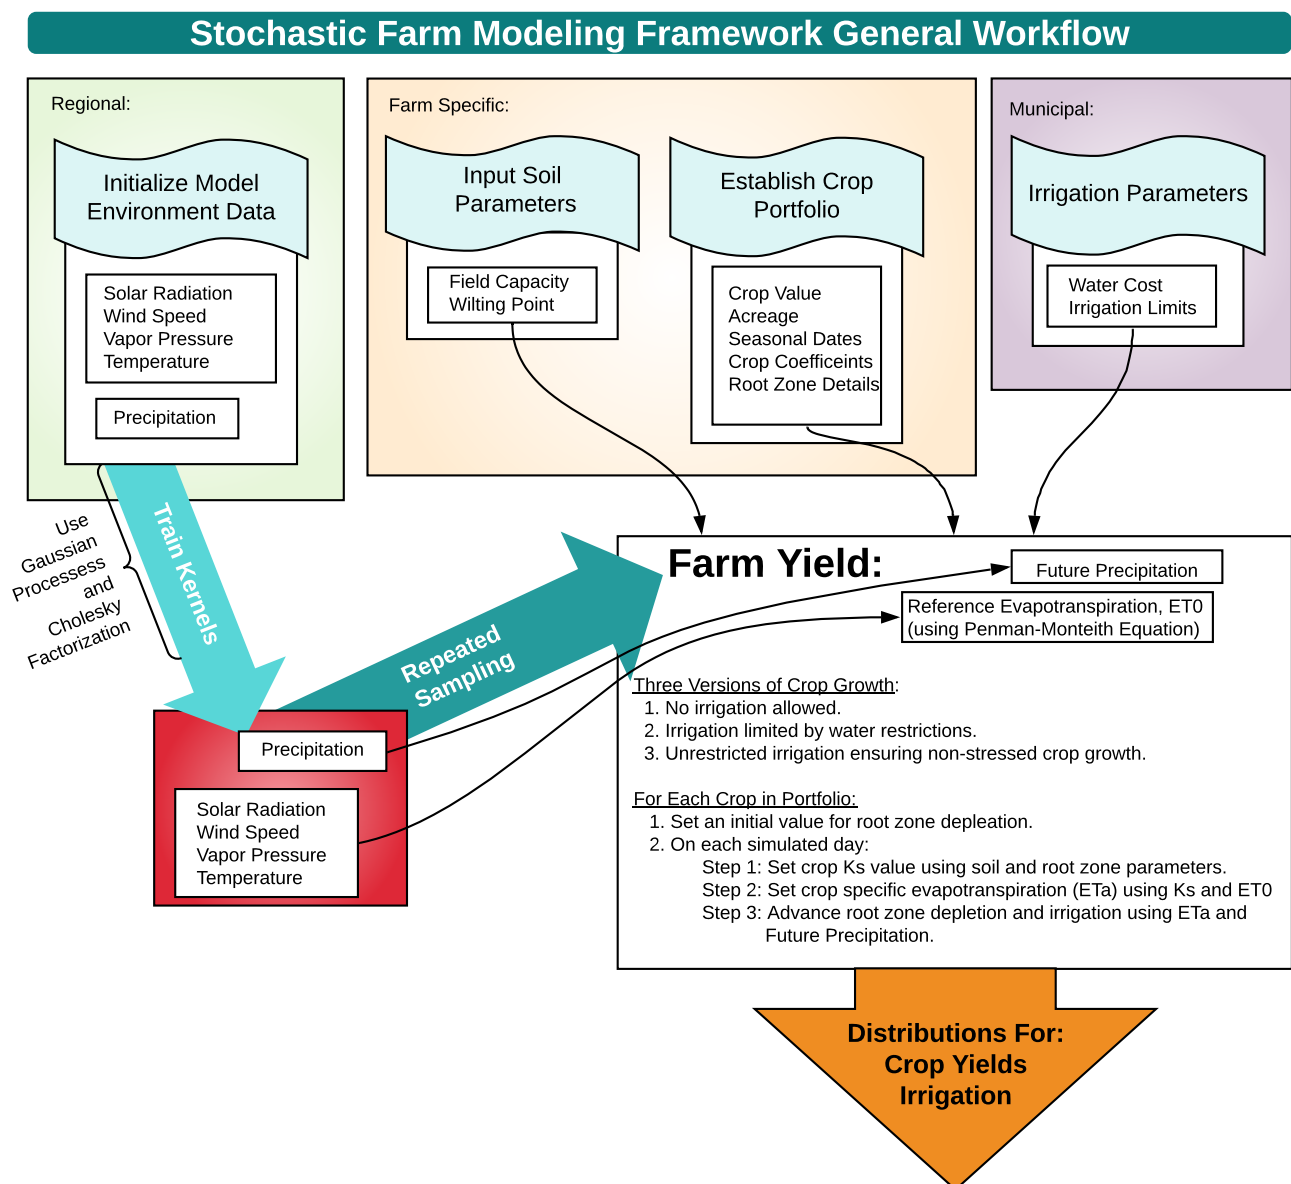 Stochastic Farm Modeling Framework General Workflow
Regional:
Initialize Model
Environment Data
Solar Radiation
Wind Speed
Vapor Pressure
Temperature
Precipitation
Farm Specific:
Input Soil
Parameters
Field Capacity
Wilting Point
Establish Crop
Portfolio
Crop Value
Acreage
Seasonal Dates
Crop Coefficeints
Root Zone Details
Municipal:
Irrigation Parameters
Water Cost
Irrigation Limits
Use
Gaussian
Processess
and
Cholesky
Factorization
Train Kernels
Repeated
Sampling
Precipitation
Solar Radiation
Wind Speed
Vapor Pressure
Temperature
Farm Yield:
Future Precipitation
Reference Evapotranspiration, ET0
(using Penman-Monteith Equation)
Three Versions of Crop Growth:
1. No irrigation allowed.
2. Irrigation limited by water restrictions.
3. Unrestricted irrigation ensuring non-stressed crop growth.
For Each Crop in Portfolio:
1. Set an initial value for root zone depleation.
2. On each simulated day:
Step 1: Set crop Ks value using soil and root zone parameters.
Step 2: Set crop specific evapotranspiration (ETa) using Ks and ET0
Step 3: Advance root zone depletion and irrigation using ETa and
Future Precipitation.
Distributions For:
Crop Yields
Irrigation